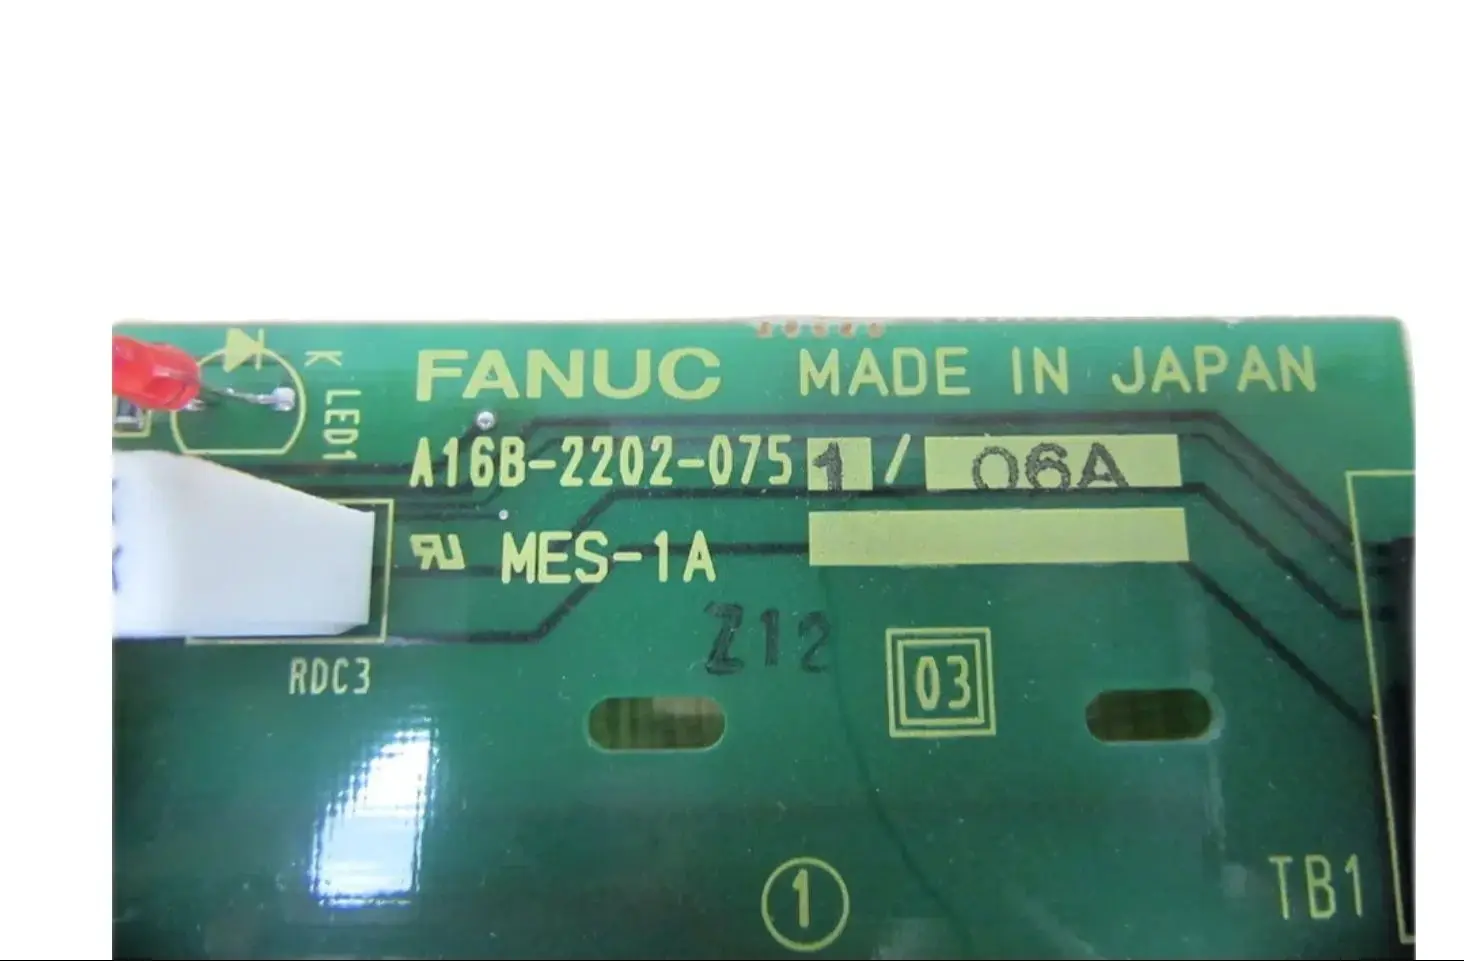 K
LED1
FANUC MADE IN JAPAN
A16B-2202-0751/06A
MES-1A
Z12
RDC3
03
1
TB1